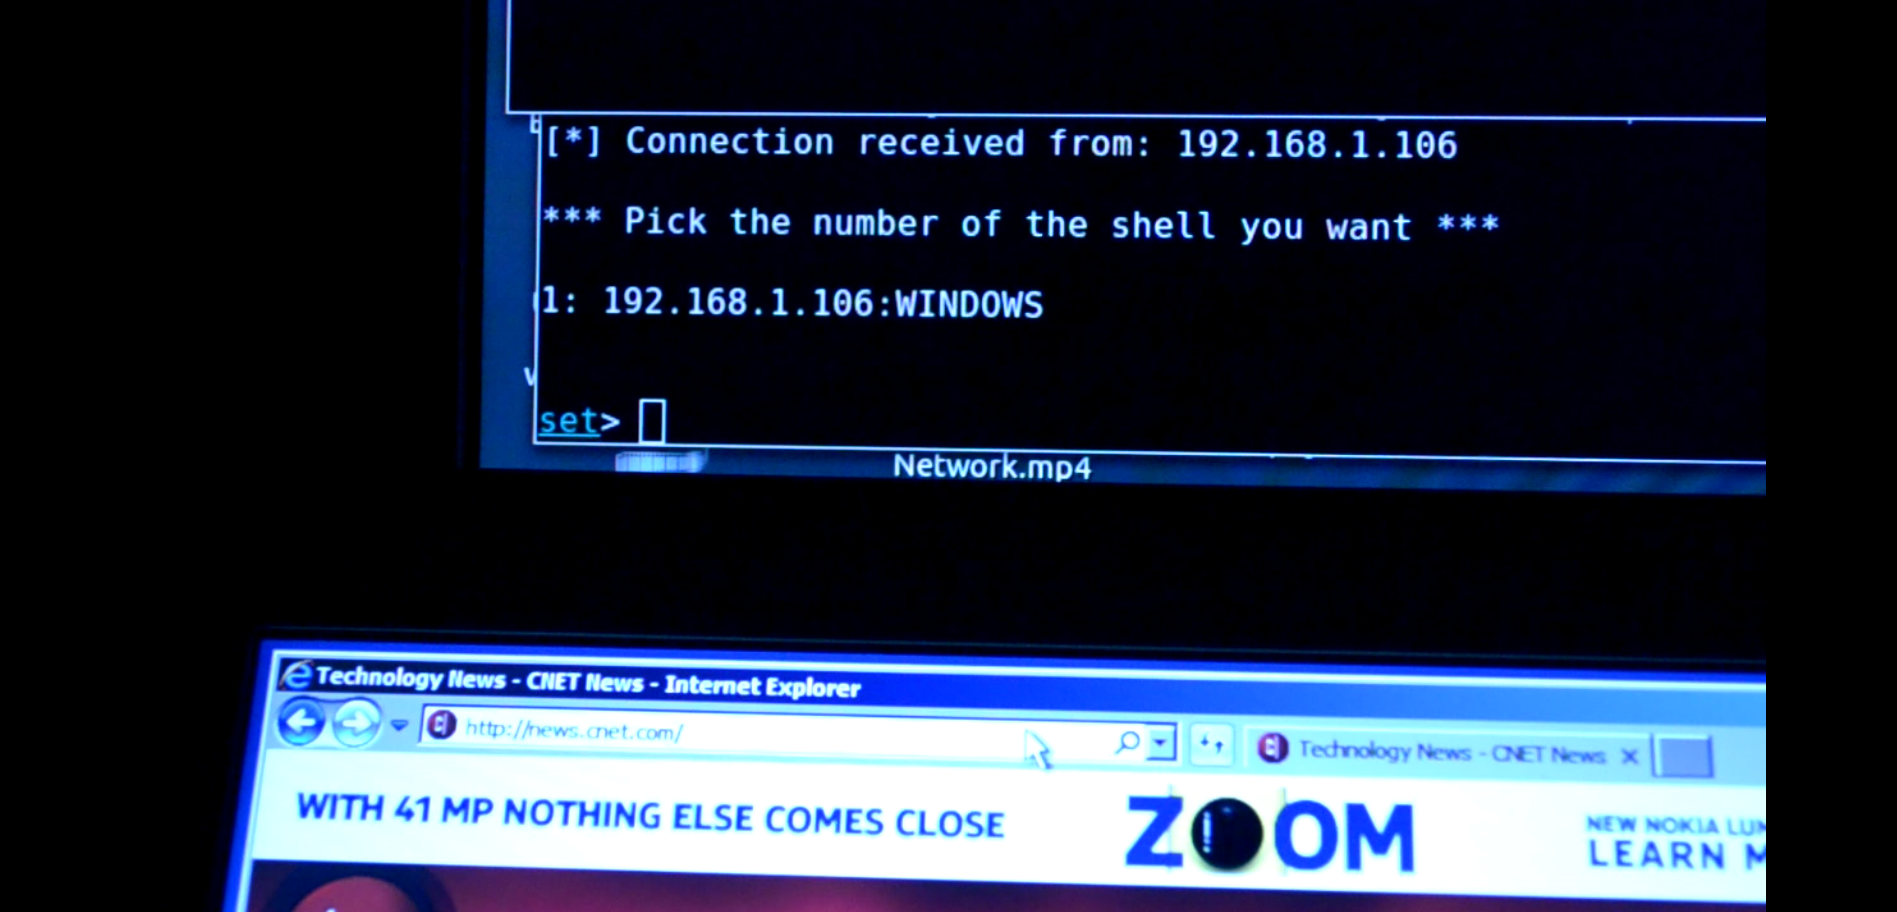 [*] Connection received from: 192.168.1.106
*** Pick the number of the shell you want ***
1: 192.168.1.106:WINDOWS
set>
Network.mp4
Technology News - CNET News - Internet Explorer
http://news.cnet.com/
Technology News - CNET News
WITH 41 MP NOTHING ELSE COMES CLOSE
ZOOM
NEW NOKIA
LEARN